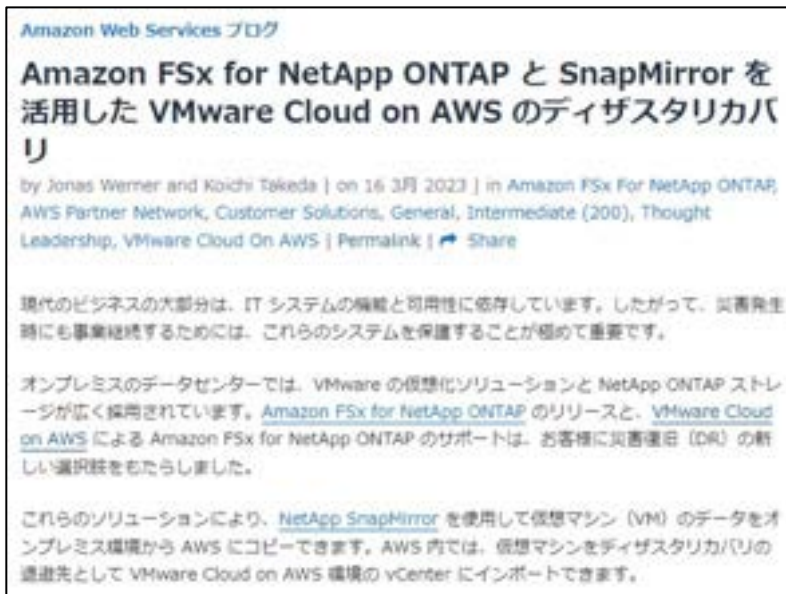 Amazon Web Services ブログ
Amazon FSx for NetApp ONTAP と SnapMirror を
活用した VMware Cloud on AWS のディザスタリカバ
リ
by Jonas Werner and Koichi Takeda | on 16 3月 2023 | in Amazon FSx For NetApp ONTAP,
AWS Partner Network, Customer Solutions, General, Intermediate (200), Thought
Leadership, VMware Cloud On AWS | Permalink | Share
現代のビジネスの大部分は、IT システムの機能と可用性に依存しています。したがって、災害発生
時にも事業継続するためには、これらのシステムを保護することが極めて重要です。
オンプレミスのデータセンターでは、VMware の仮想化ソリューションと NetApp ONTAP ストレ
ージが広く採用されています。Amazon FSx for NetApp ONTAP のリリースと、VMware Cloud
on AWS による Amazon FSx for NetApp ONTAP のサポートは、お客様に災害復旧（DR）の新
しい選択肢をもたらしました。
これらのソリューションにより、NetApp SnapMirror を使用して仮想マシン（VM）のデータをオ
ンプレミス環境から AWS にコピーできます。AWS 内では、仮想マシンをディザスタリカバリの
退避先として VMware Cloud on AWS 環境の vCenter にインポートできます。